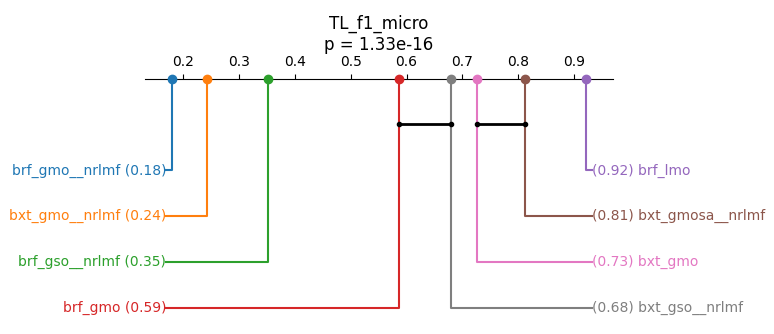 TL_f1_micro
p = 1.33e-16
0.2 0.3 0.4 0.5 0.6 0.7 0.8 0.9
brf_gmo__nrlmf (0.18) (0.92) brf_lmo
bxt_gmo__nrlmf (0.24) (0.81) bxt_gmosa__nrlmf
brf_gso__nrlmf (0.35) (0.73) bxt_gmo
brf_gmo (0.59) (0.68) bxt_gso__nrlmf